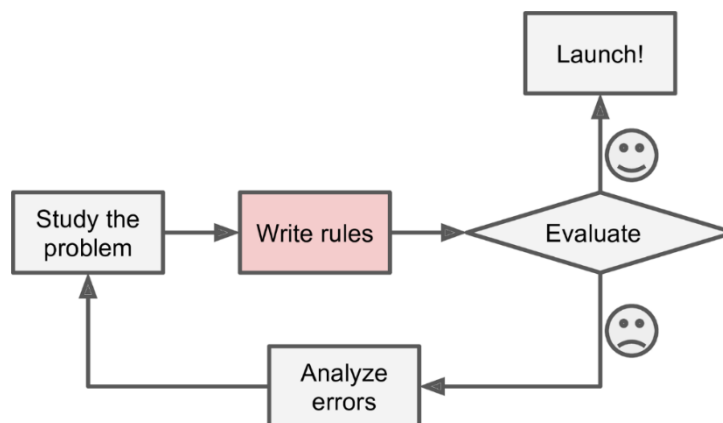 Launch!
Study the
problem
Write rules
Evaluate
Analyze
errors